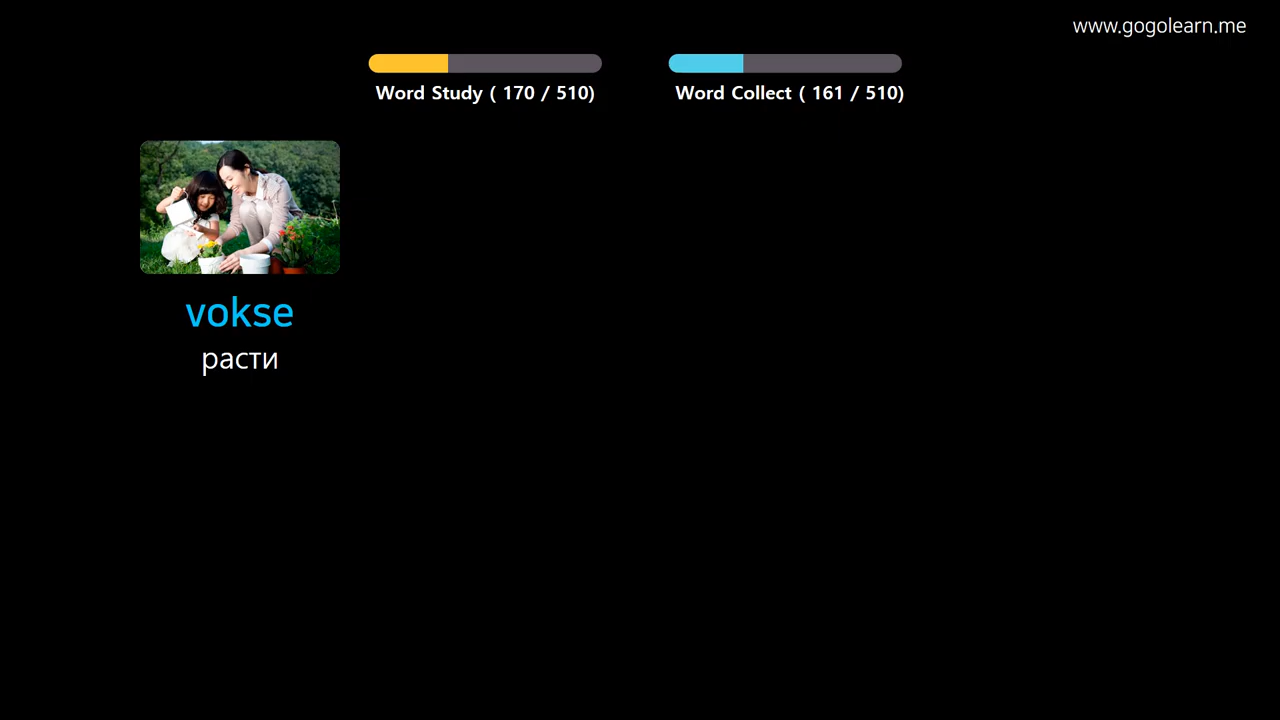 www.gogolearn.me
Word Study ( 170 / 510)
Word Collect ( 161 / 510)
vokse
расти